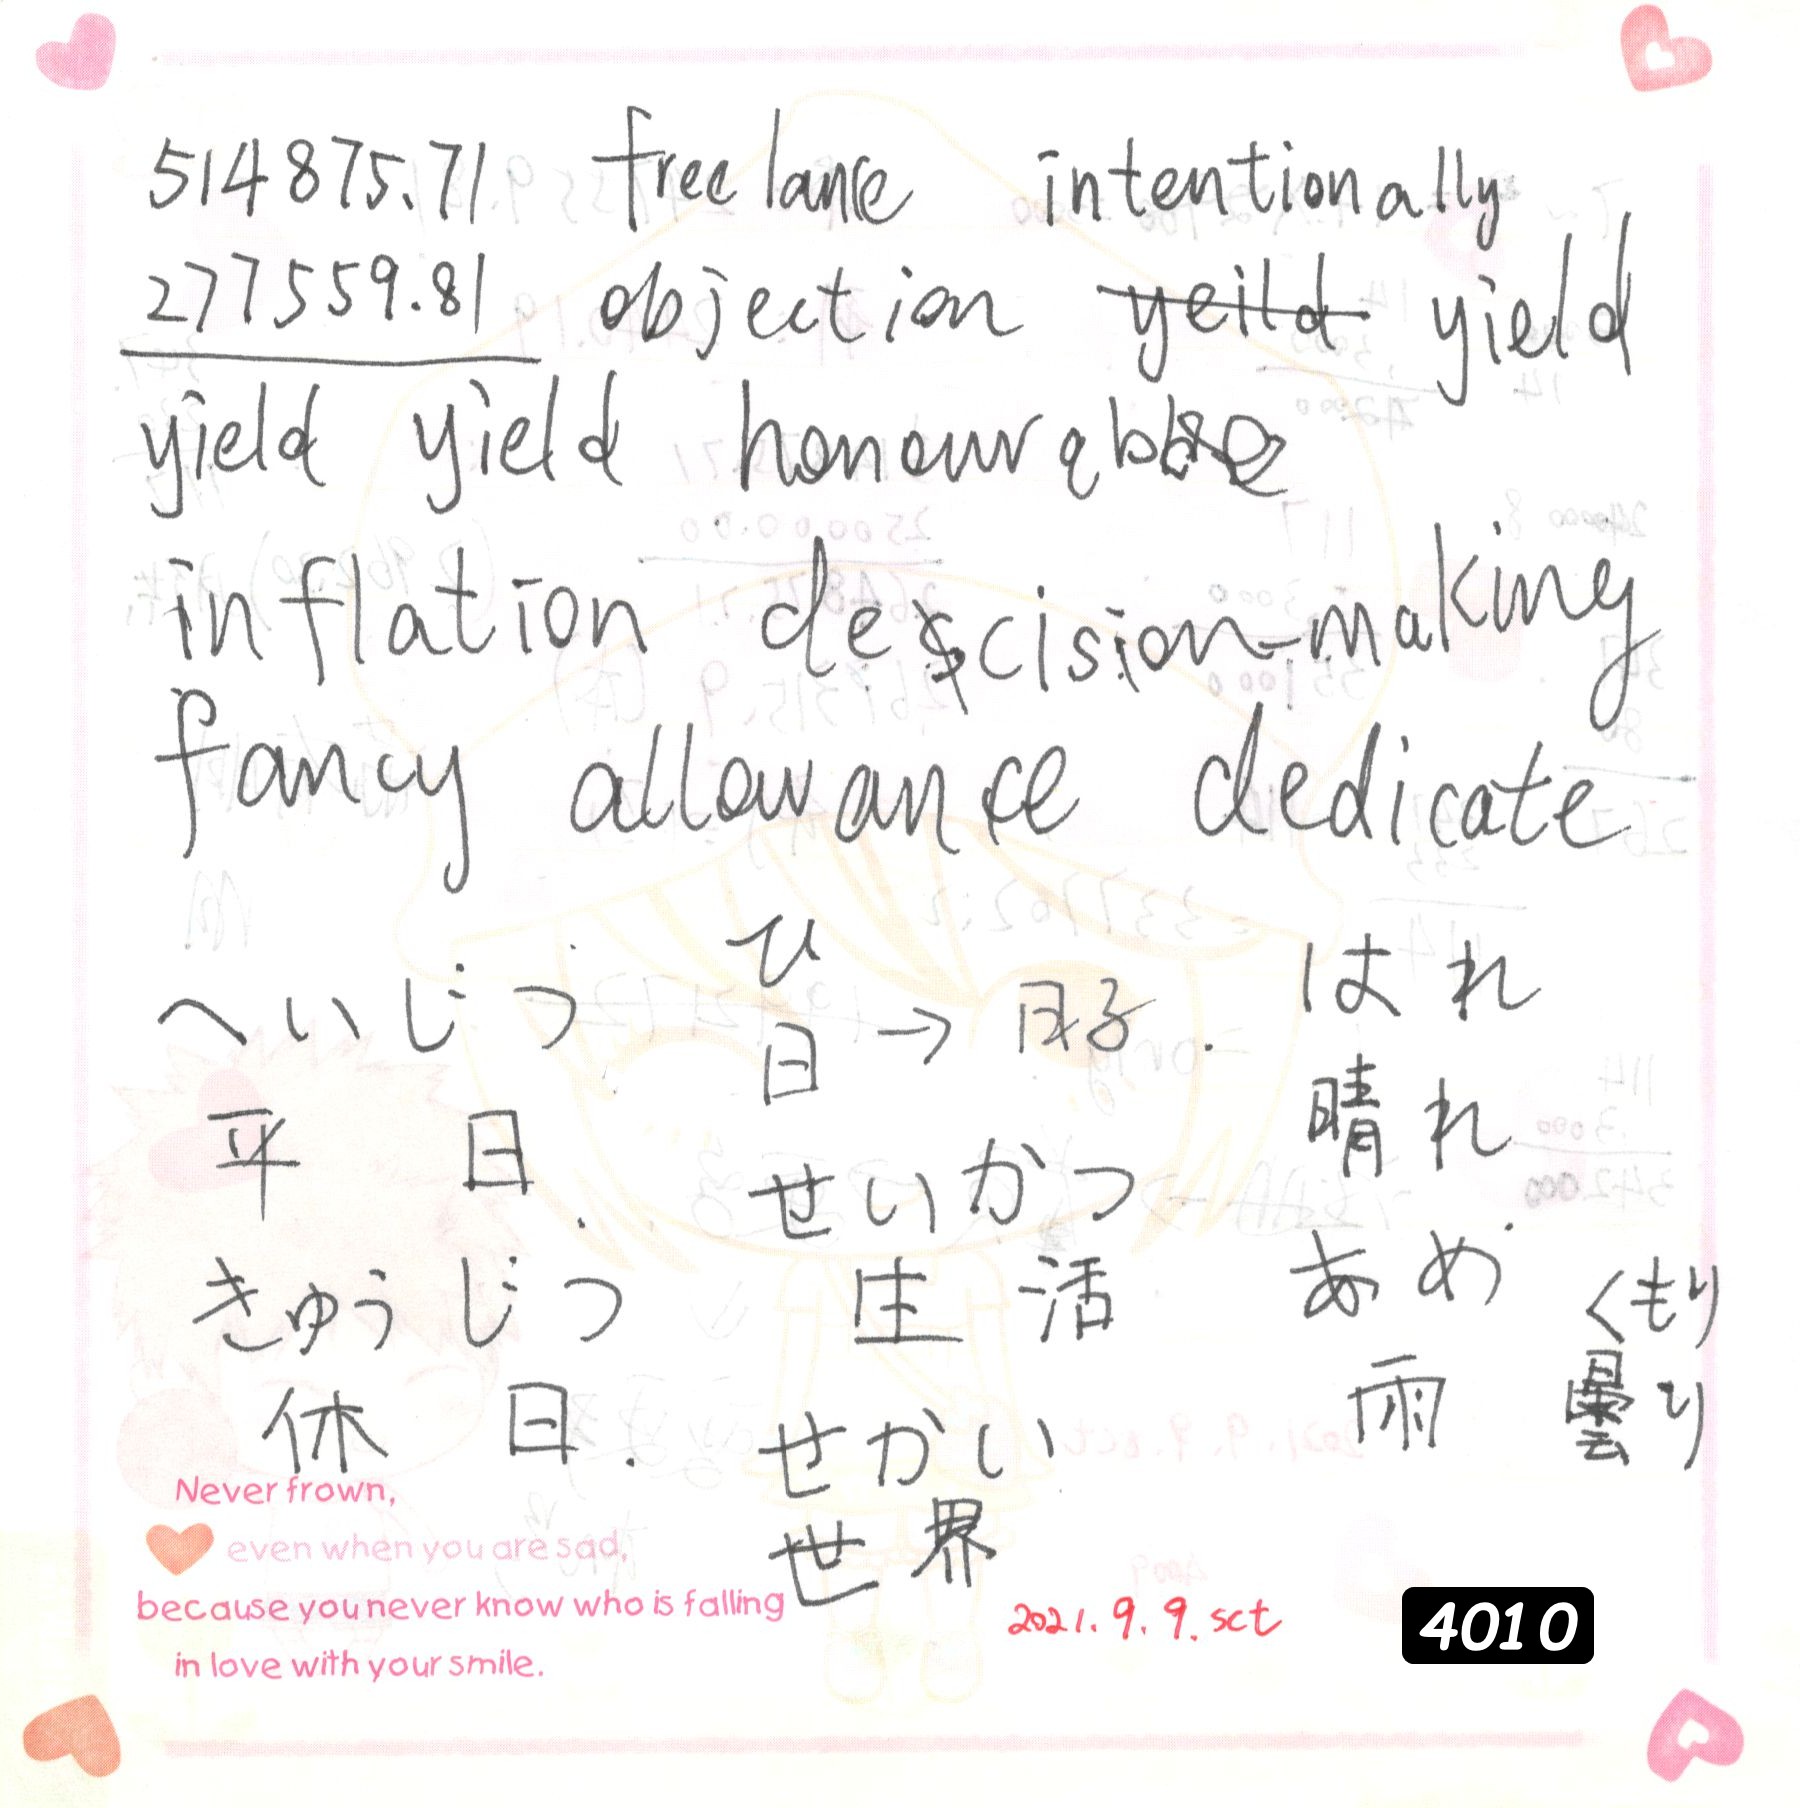 514875.71 freelance intentionally
277559.81 objection yeild yield
yield yield honourable
inflation decision-making
fancy allowance dedicate
へいじつ
平日.
きゅうじつ
休日.
ひ
日 → 日子.
せいかつ
生活
せかい
世界
はれ
晴れ
あめ
雨
くもり
曇り
Never frown,
even when you are sad,
because you never know who is falling
in love with your smile.
2021.9.9.sct
4010